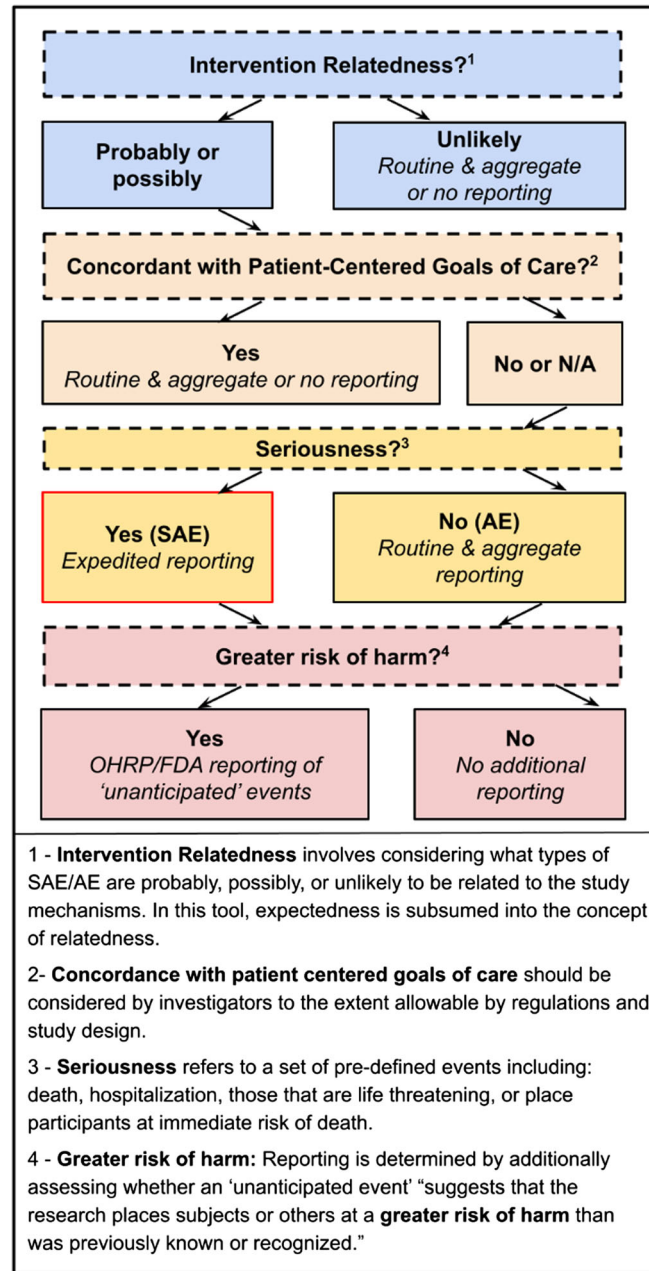 Intervention Relatedness?1
Probably or
possibly
Unlikely
Routine & aggregate
or no reporting
Concordant with Patient-Centered Goals of Care?2
Yes
Routine & aggregate or no reporting
No or N/A
Seriousness?3
Yes (SAE)
Expedited reporting
No (AE)
Routine & aggregate
reporting
Greater risk of harm?4
Yes
OHRP/FDA reporting of
‘unanticipated’ events
No
No additional
reporting
1 - Intervention Relatedness involves considering what types of
SAE/AE are probably, possibly, or unlikely to be related to the study
mechanisms. In this tool, expectedness is subsumed into the concept
of relatedness.
2- Concordance with patient centered goals of care should be
considered by investigators to the extent allowable by regulations and
study design.
3 - Seriousness refers to a set of pre-defined events including:
death, hospitalization, those that are life threatening, or place
participants at immediate risk of death.
4 - Greater risk of harm: Reporting is determined by additionally
assessing whether an ‘unanticipated event’ “suggests that the
research places subjects or others at a greater risk of harm than
was previously known or recognized.”